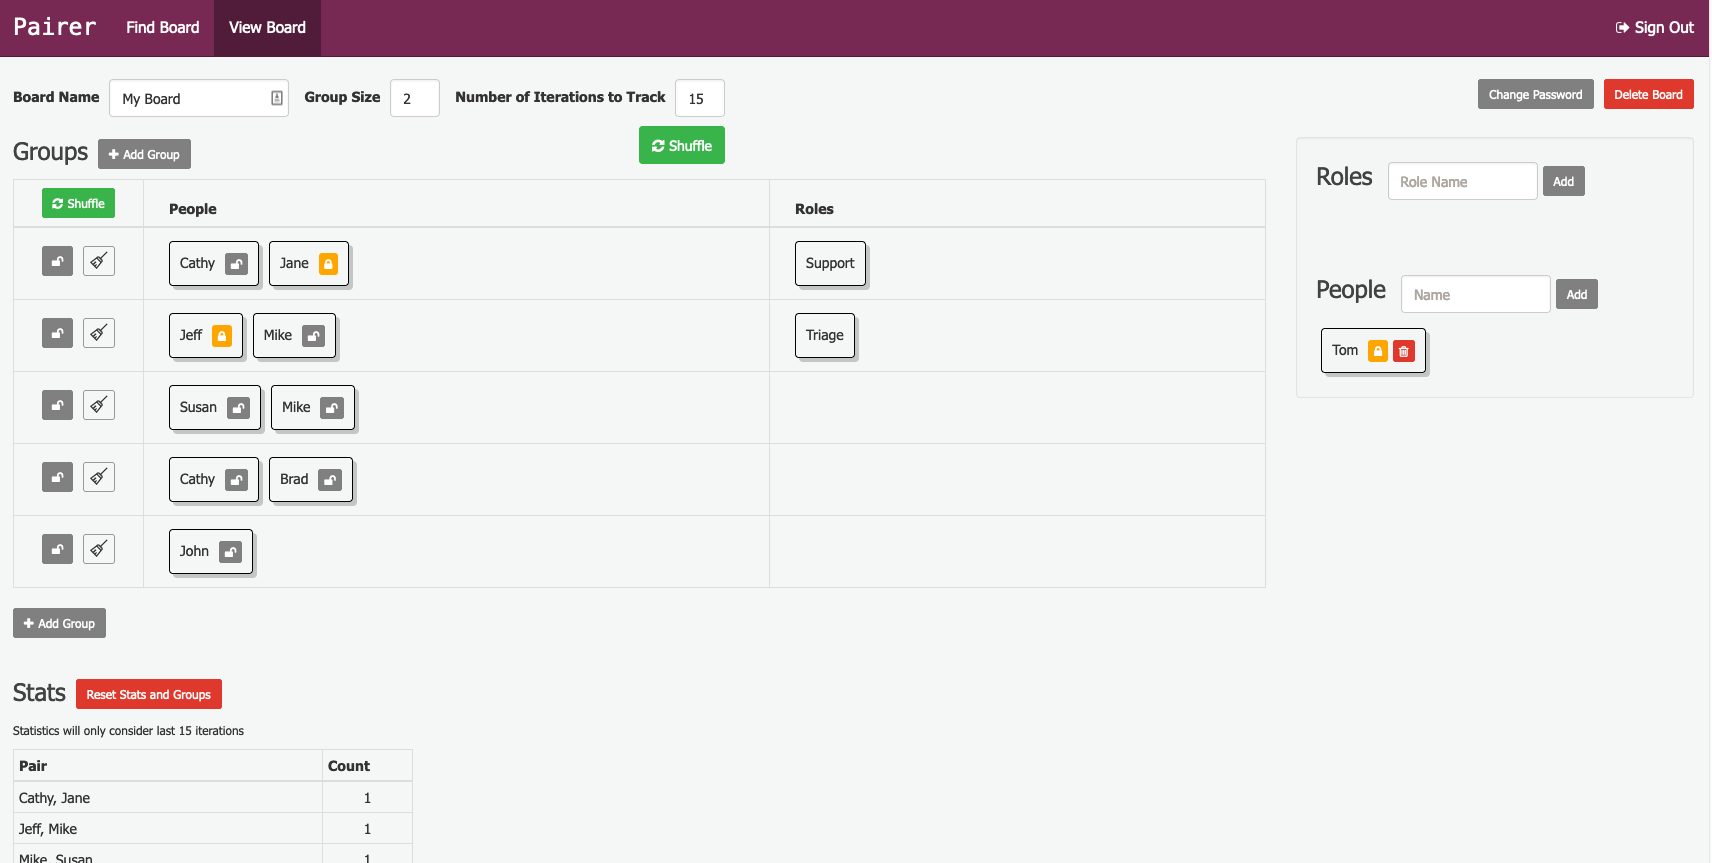 Pairer Find Board View Board Sign Out
Board Name My Board Group Size 2 Number of Iterations to Track 15 Change Password Delete Board
Groups Add Group Shuffle
Shuffle People Roles
Cathy Jane Support
Jeff Mike Triage
Susan Mike
Cathy Brad
John
Add Group
Roles Role Name Add
People Name Add
Tom
Stats Reset Stats and Groups
Statistics will only consider last 15 iterations
Pair Count
Cathy, Jane 1
Jeff, Mike 1
Mike, Susan 1